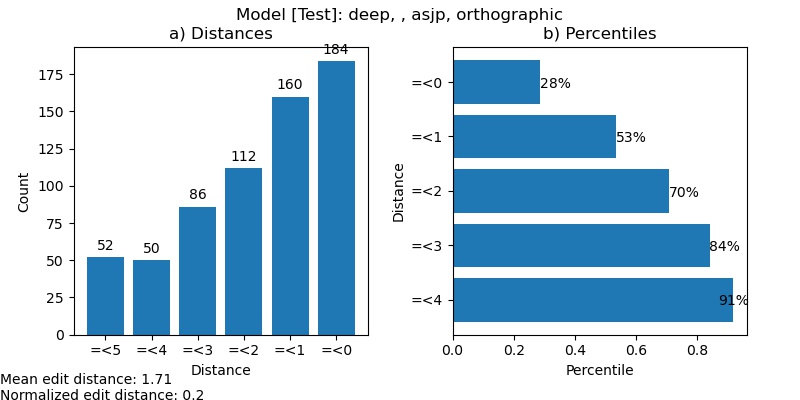 Model [Test]: deep, , asjp, orthographic
a) Distances
184
175
160
150
125
112
100
86
75
52
50
50
25
0
Count
=<5 =<4 =<3 =<2 =<1 =<0
Distance
b) Percentiles
=<0 28%
=<1 53%
=<2 70%
=<3 84%
=<4 91%
Distance
0.0 0.2 0.4 0.6 0.8
Percentile
Mean edit distance: 1.71
Normalized edit distance: 0.2